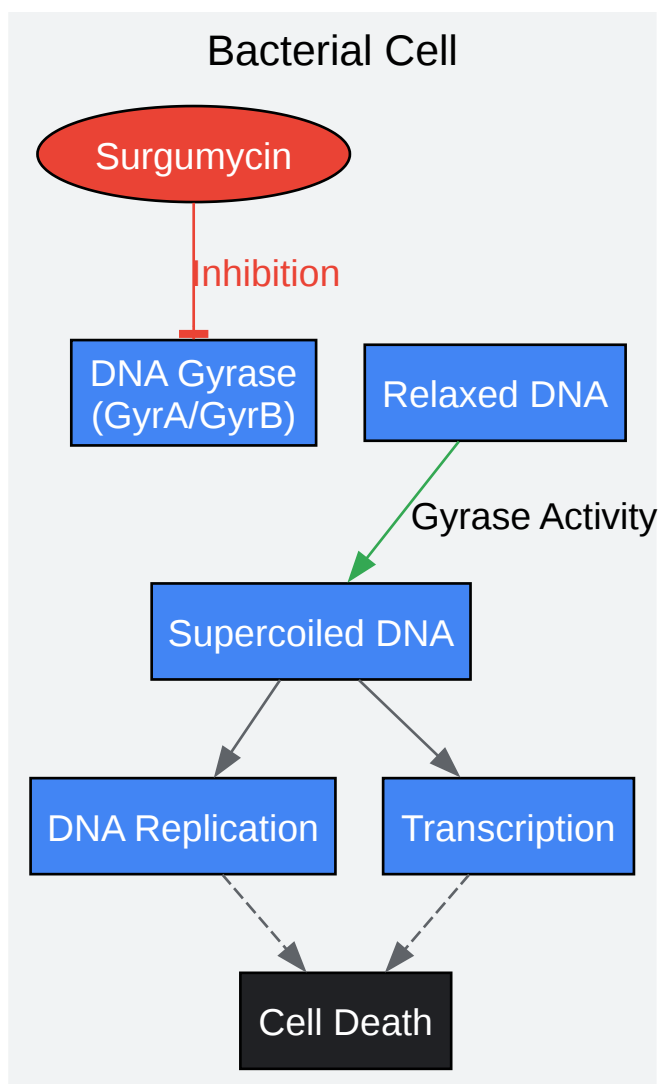 Bacterial Cell
Surgumycin
Inhibition
DNA Gyrase
(GyrA/GyrB)
Relaxed DNA
Gyrase Activity
Supercoiled DNA
DNA Replication
Transcription
Cell Death